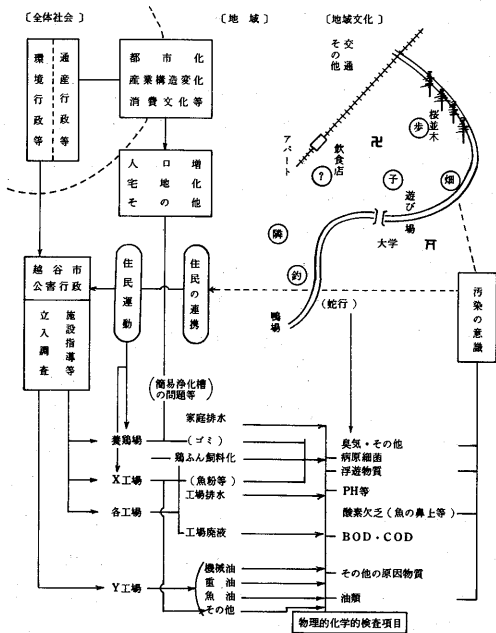 〔全体社会〕
〔地域〕
〔地域文化〕
通産行政等
環境行政等
都市化
産業構造変化
消費文化等
人口増
宅地化
その他
交通
その他
アパート
飲食店
?
卍
歩
桜並木
子
遊び場
畑
隣
大学
釣
鴨場
(蛇行)
越谷市
公害行政
施設指導等
立入調査
住民運動
住民の連携
汚染の意識
(簡易浄化槽
の問題等)
家庭排水
養鶏場
(ゴミ)
鶏ふん飼料化
X工場
(魚粉等)
工場排水
各工場
工場廃液
Y工場
機械油
重油
魚油
その他
臭気・その他
病原細菌
浮遊物質
PH等
酸素欠乏(魚の鼻上等)
BOD・COD
その他の原因物質
油類
物理的化学的検査項目